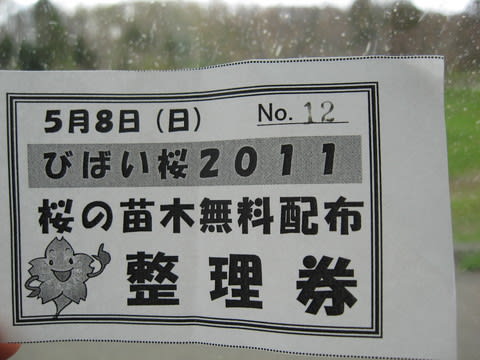 5月8日（日） No. 12
びばい桜2011
桜の苗木無料配布
整理券